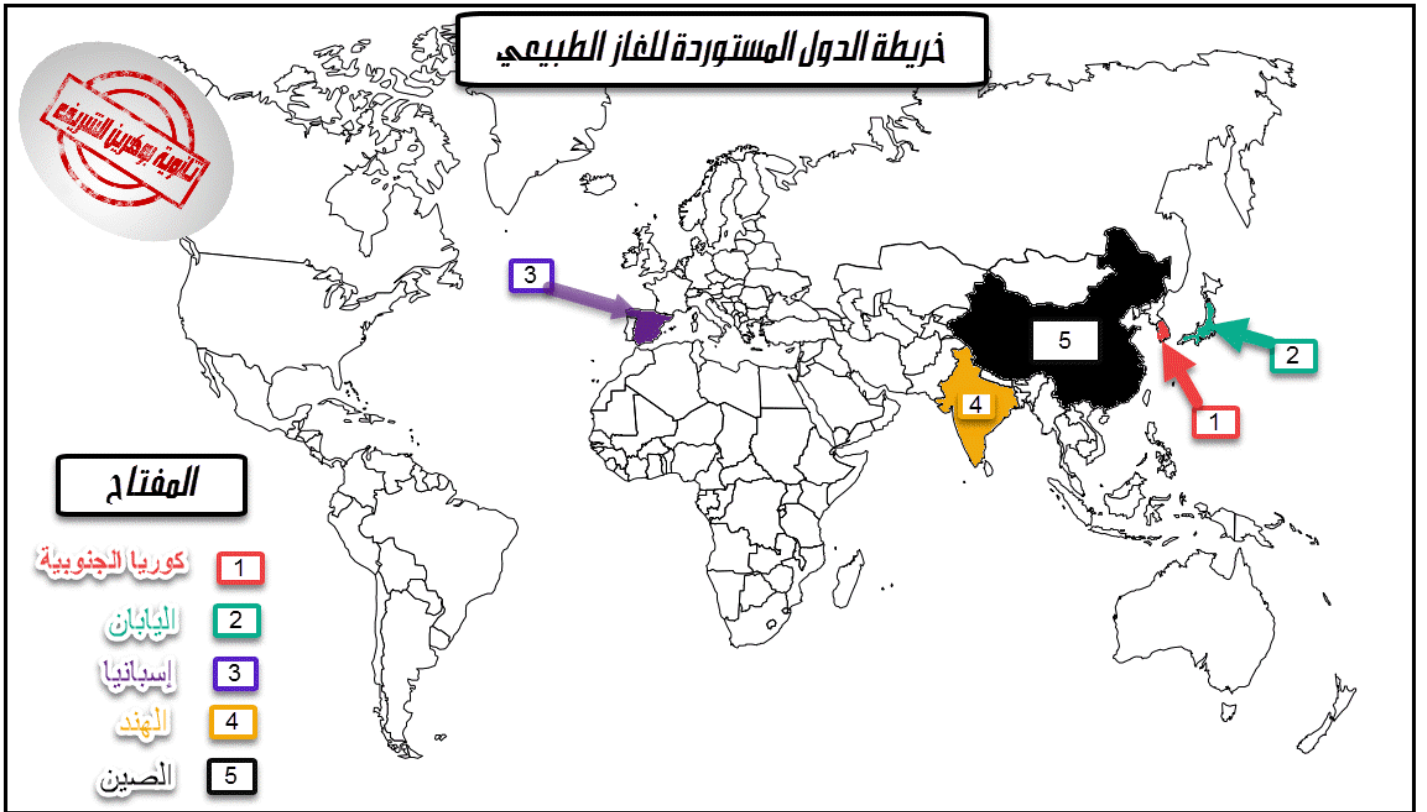 خريطة الدول المستوردة للغاز الطبيعي
ثانوية بوهرين الشريف
3
5
2
4
1
المفتاح
1 كوريا الجنوبية
2 اليابان
3 إسبانيا
4 الهند
5 الصين